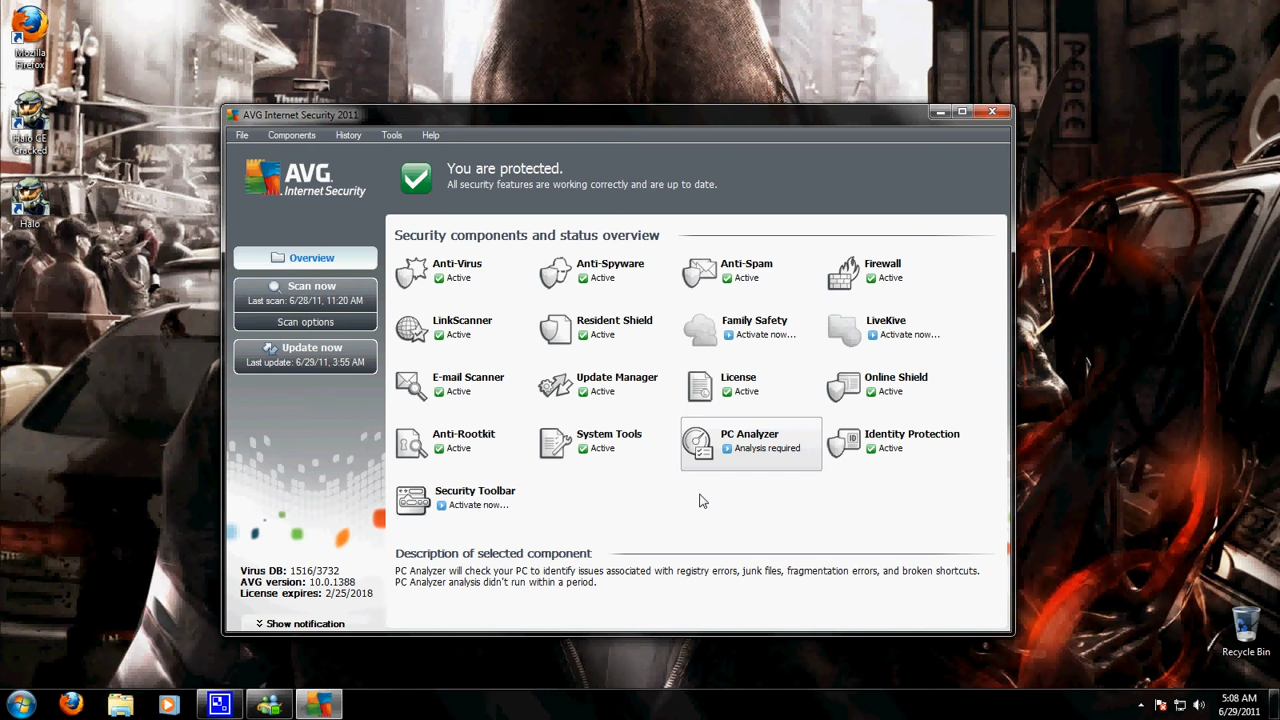 Mozilla
Firefox
Halo CE
Cracked
Halo
Thursday
PACE
AVG Internet Security 2011
File
Components
History
Tools
Help
AVG.
Internet Security
You are protected.
All security features are working correctly and are up to date.
Overview
Scan now
Last scan: 6/28/11, 11:20 AM
Scan options
Update now
Last update: 6/29/11, 3:55 AM
Security components and status overview
Anti-Virus
Active
Anti-Spyware
Active
Anti-Spam
Active
Firewall
Active
LinkScanner
Active
Resident Shield
Active
Family Safety
Activate now...
LiveKive
Activate now...
E-mail Scanner
Active
Update Manager
Active
License
Active
Online Shield
Active
Anti-Rootkit
Active
System Tools
Active
PC Analyzer
Analysis required
Identity Protection
Active
Security Toolbar
Activate now...
Description of selected component
PC Analyzer will check your PC to identify issues associated with registry errors, junk files, fragmentation errors, and broken shortcuts.
PC Analyzer analysis didn't run within a period.
Virus DB: 1516/3732
AVG version: 10.0.1388
License expires: 2/25/2018
Show notification
Recycle Bin
5:08 AM
6/29/2011